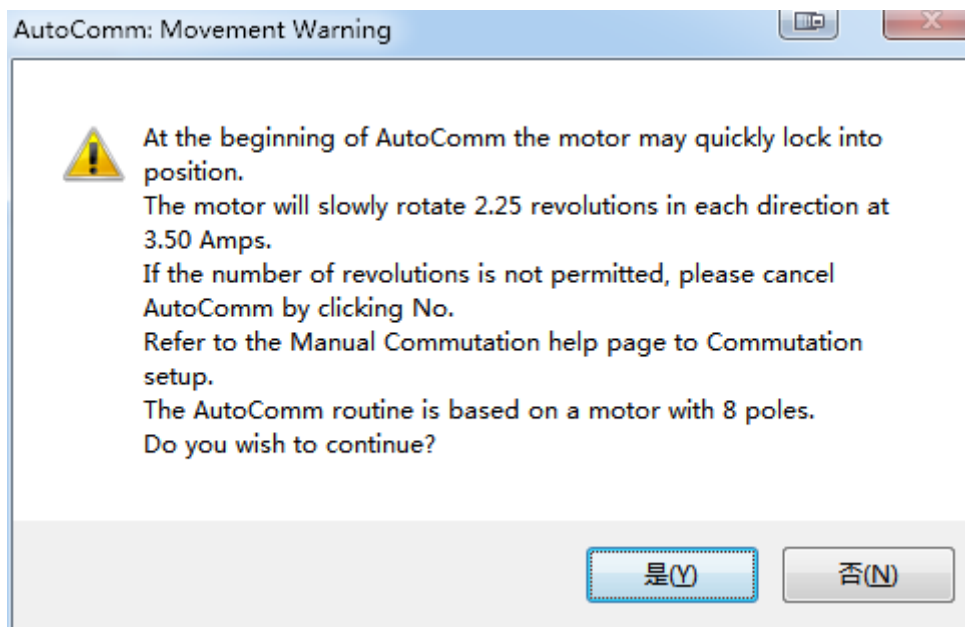 AutoComm: Movement Warning
At the beginning of AutoComm the motor may quickly lock into
position.
The motor will slowly rotate 2.25 revolutions in each direction at
3.50 Amps.
If the number of revolutions is not permitted, please cancel
AutoComm by clicking No.
Refer to the Manual Commutation help page to Commutation
setup.
The AutoComm routine is based on a motor with 8 poles.
Do you wish to continue?
是(Y)
否(N)